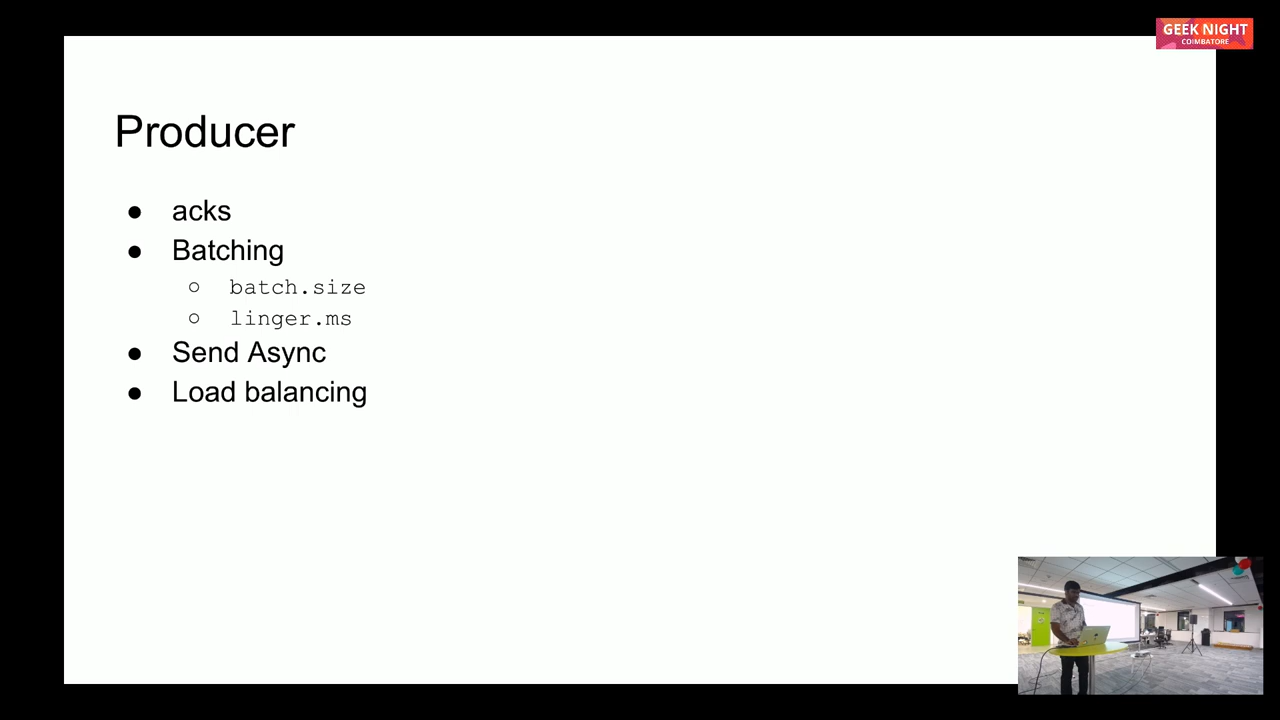 GEEK NIGHT
COIMBATORE
Producer
● acks
● Batching
○ batch.size
○ linger.ms
● Send Async
● Load balancing